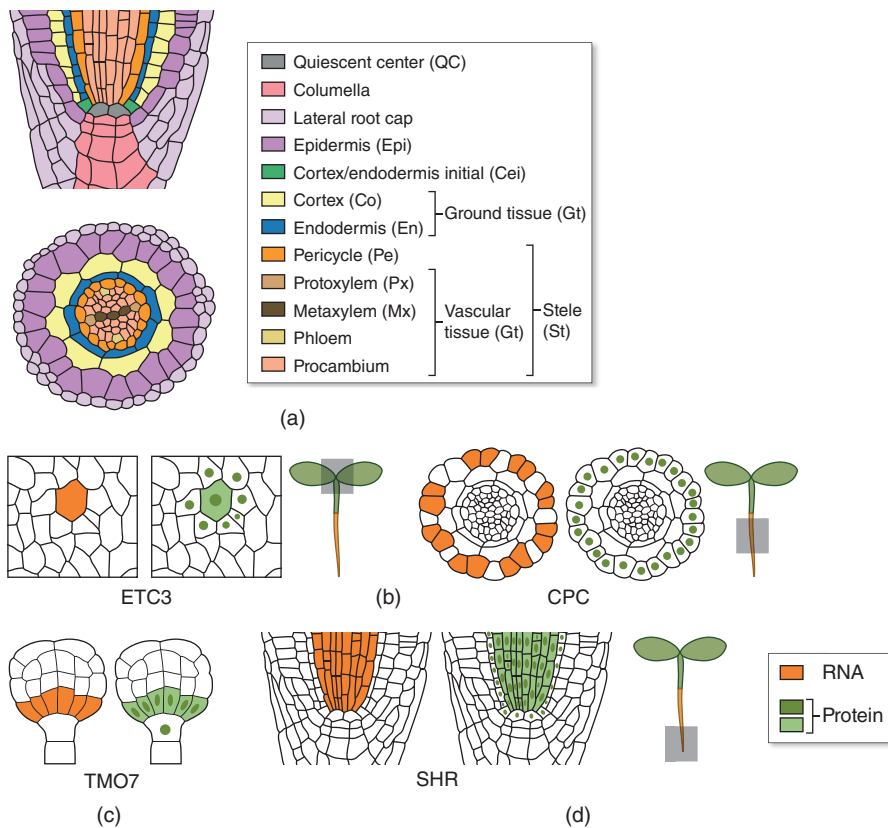 Quiescent center (QC)
Columella
Lateral root cap
Epidermis (Epi)
Cortex/endodermis initial (Cei)
Cortex (Co)
Endodermis (En)
Ground tissue (Gt)
Pericycle (Pe)
Protoxylem (Px)
Metaxylem (Mx)
Phloem
Procambium
Vascular
tissue (Gt)
Stele
(St)
(a)
ETC3
(b)
CPC
RNA
Protein
TMO7
SHR
(c)
(d)